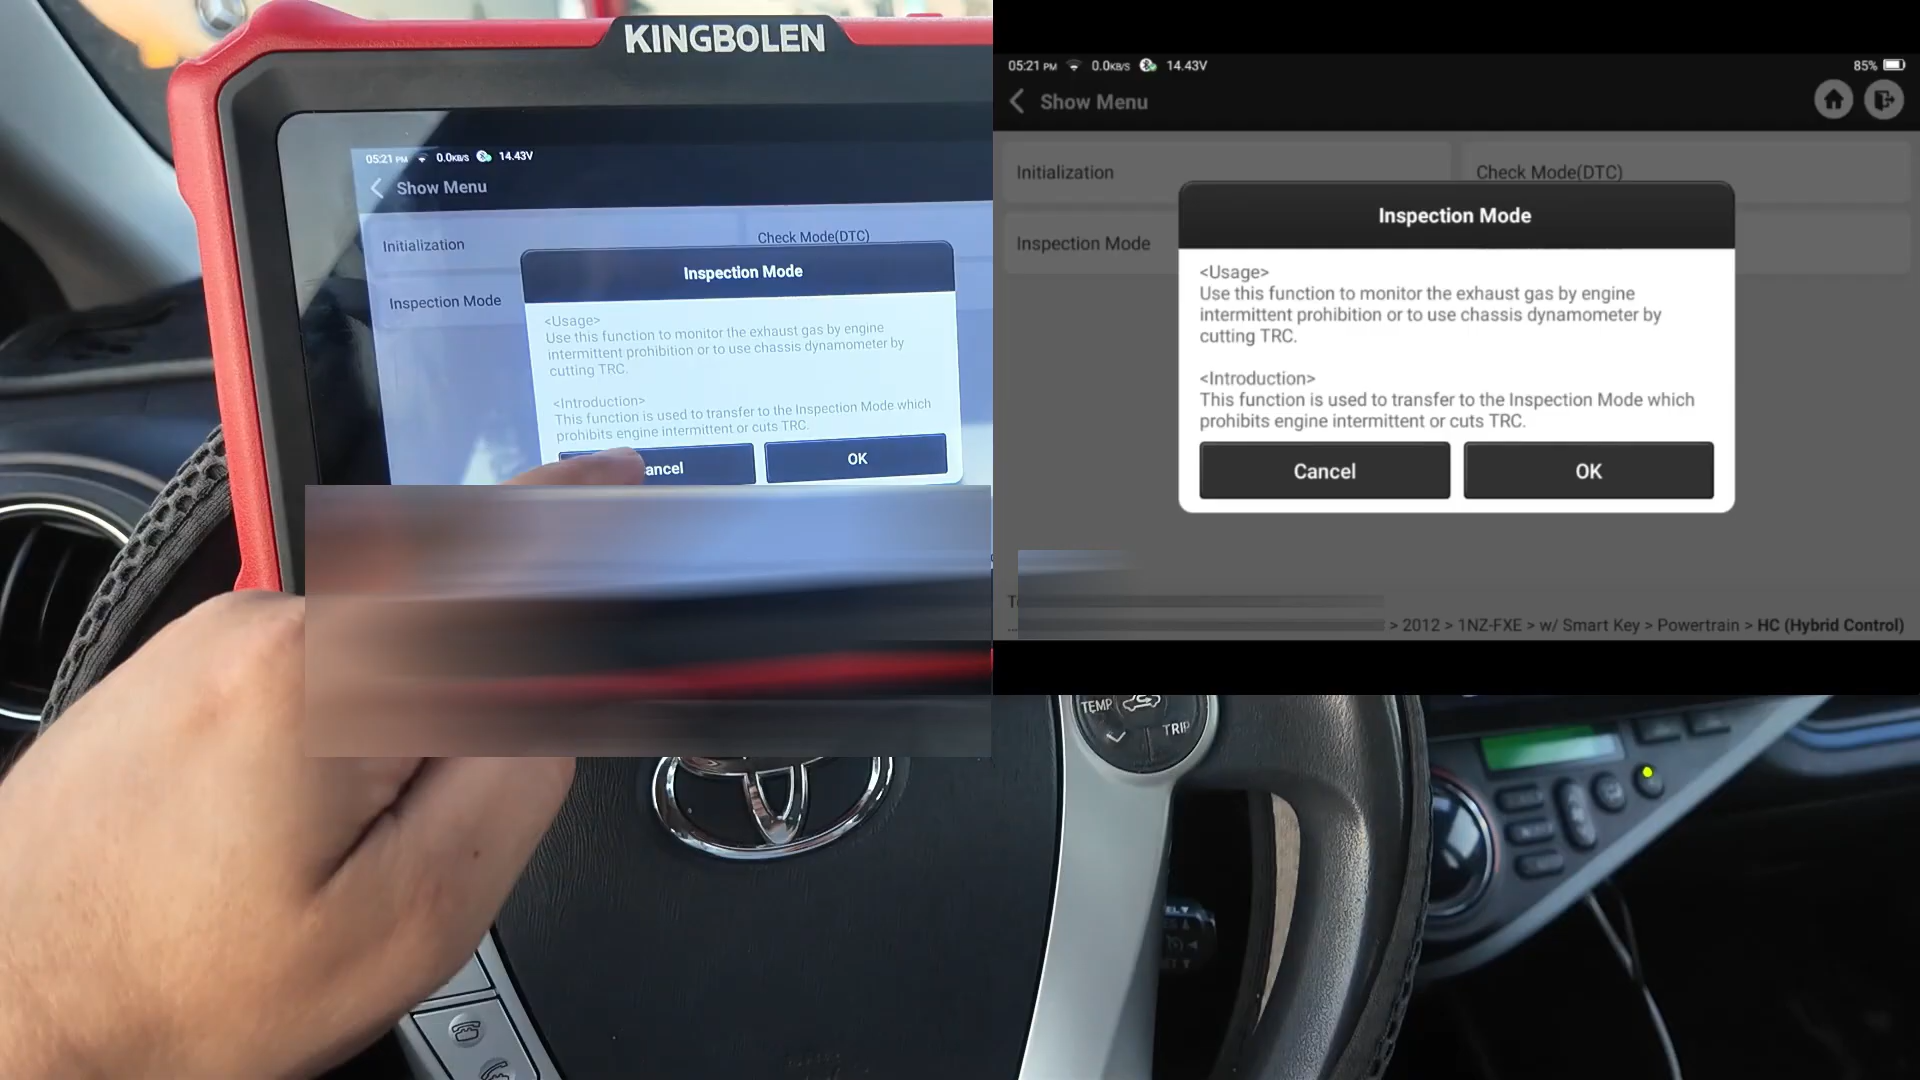 KINGBOLEN
05:21 PM 0.0KB/S 14.43V
Show Menu
Initialization
Check Mode(DTC)
Inspection Mode
Inspection Mode
<Usage>
Use this function to monitor the exhaust gas by engine
intermittent prohibition or to use chassis dynamometer by
cutting TRC.
<Introduction>
This function is used to transfer to the Inspection Mode which
prohibits engine intermittent or cuts TRC.
OK
05:21 PM 0.0KB/S 14.43V 85%
Show Menu
Initialization
Check Mode(DTC)
Inspection Mode
Inspection Mode
<Usage>
Use this function to monitor the exhaust gas by engine
intermittent prohibition or to use chassis dynamometer by
cutting TRC.
<Introduction>
This function is used to transfer to the Inspection Mode which
prohibits engine intermittent or cuts TRC.
Cancel
OK
> 2012 > 1NZ-FXE > w/ Smart Key > Powertrain > HC (Hybrid Control)
TEMP
TRIP